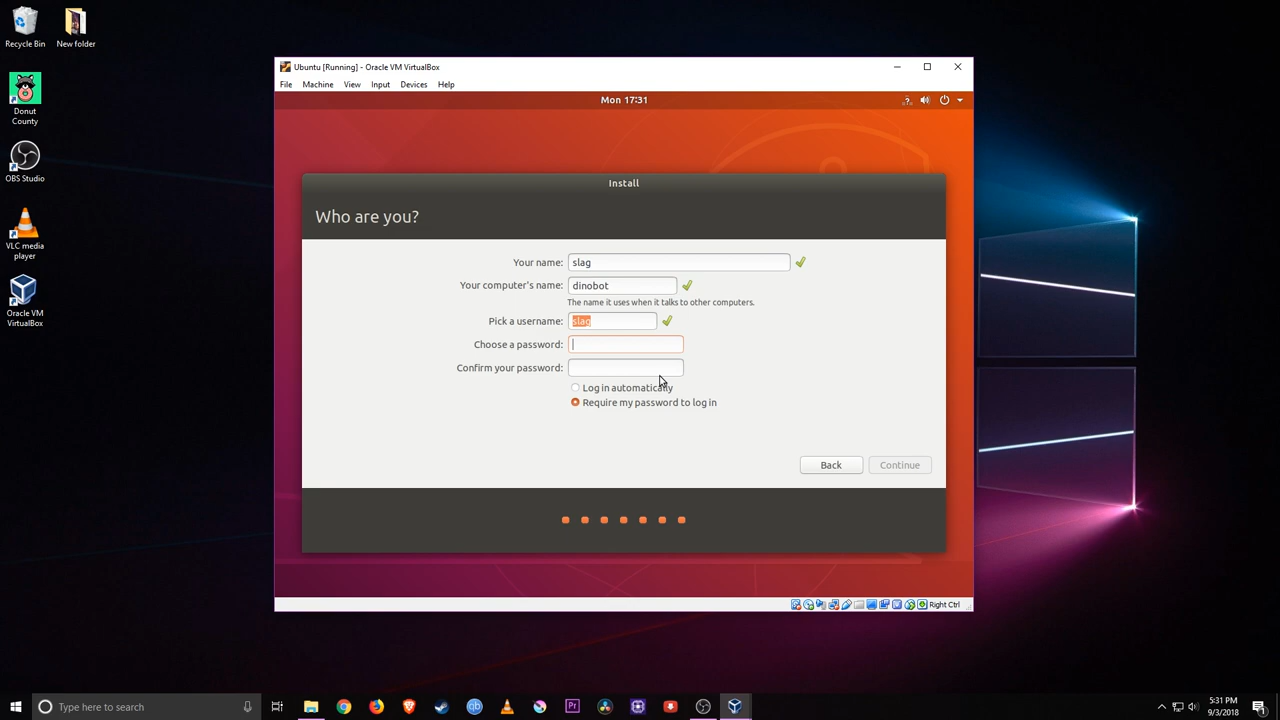 Recycle Bin
New folder
Donut
County
OBS Studio
VLC media
player
Oracle VM
VirtualBox
Ubuntu [Running] - Oracle VM VirtualBox
File Machine View Input Devices Help
Mon 17:31
Install
Who are you?
Your name: slag
Your computer's name: dinobot
The name it uses when it talks to other computers.
Pick a username: slag
Choose a password:
Confirm your password:
Log in automatically
Require my password to log in
Back Continue
Right Ctrl
Type here to search
5:31 PM
9/3/2018